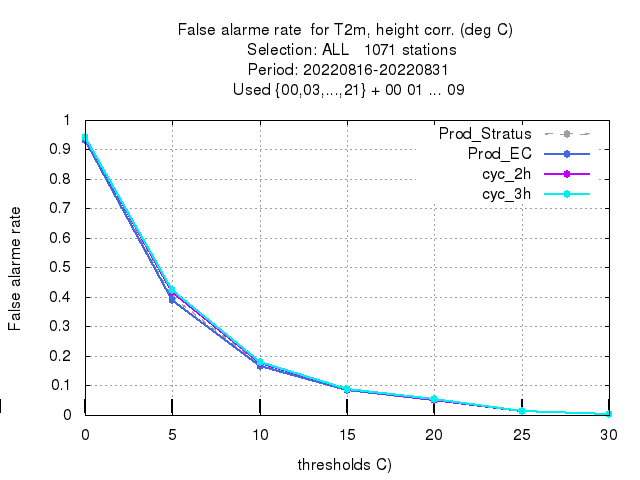 False alarme rate  for T2m, height corr. (deg C)
Selection: ALL   1071 stations
Period: 20220816-20220831
Used {00,03,...,21} + 00 01 ... 09
1
0.9
0.8
0.7
0.6
0.5
0.4
0.3
0.2
0.1
0
False alarme rate
Prod_Stratus
Prod_EC
cyc_2h
cyc_3h
0 5 10 15 20 25 30
thresholds C)